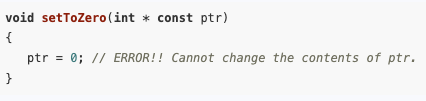 void setToZero(int * const ptr)
{
   ptr = 0; // ERROR!! Cannot change the contents of ptr.
}